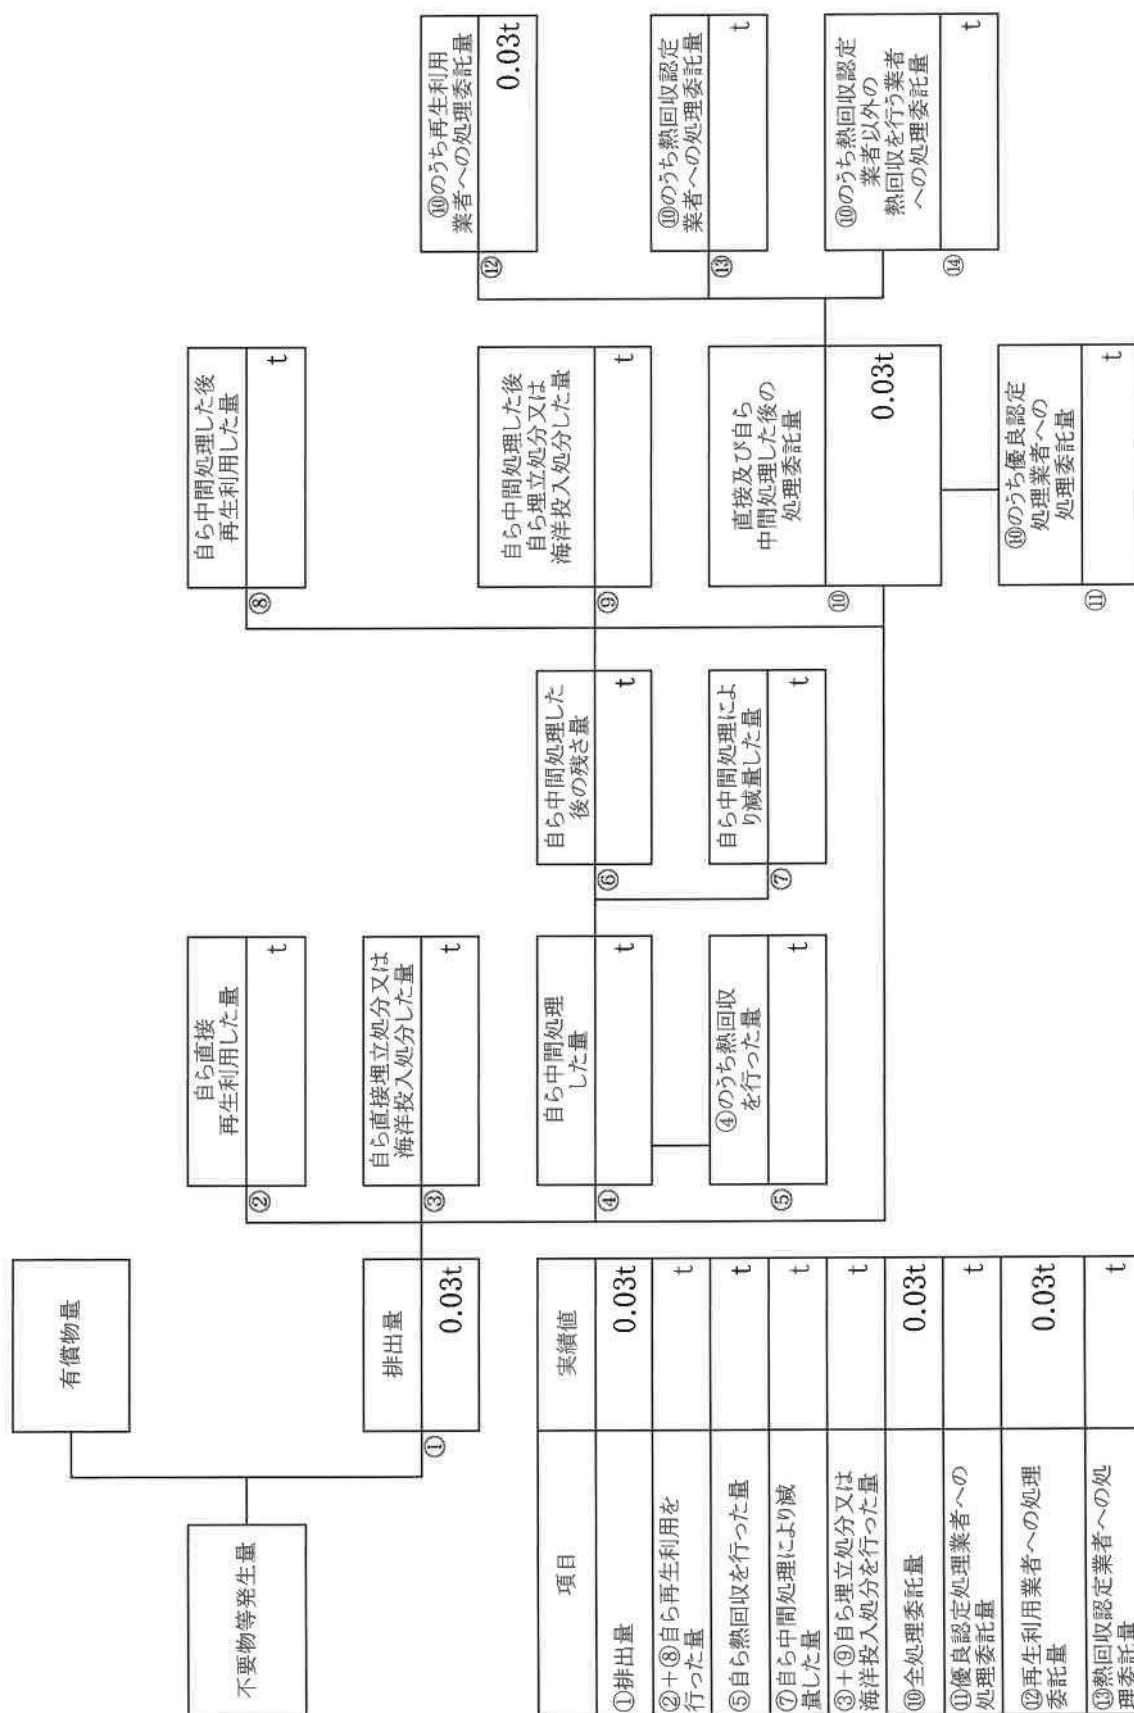 不要物等発生量
有償物量
排出量
①
0.03t
自ら直接
再生利用した量
②
t
自ら直接埋立処分又は
海洋投入処分した量
③
t
自ら中間処理
した量
④
t
④のうち熱回収
を行った量
⑤
t
自ら中間処理した
後の残さ量
⑥
t
自ら中間処理によ
り減量した量
⑦
t
自ら中間処理した後
再生利用した量
⑧
t
自ら中間処理した後
自ら埋立処分又は
海洋投入処分した量
⑨
t
直接及び自ら
中間処理した後の
処理委託量
⑩
0.03t
⑩のうち優良認定
処理業者への
処理委託量
⑪
t
⑩のうち再生利用
業者への処理委託量
⑫
0.03t
⑩のうち熱回収認定
業者への処理委託量
⑬
t
⑩のうち熱回収認定
業者以外の
熱回収を行う業者
への処理委託量
⑭
t
項目 実績値
①排出量 0.03t
②+⑧自ら再生利用を
行った量 t
⑤自ら熱回収を行った量 t
⑦自ら中間処理により減
量した量 t
③+⑨自ら埋立処分又は
海洋投入処分を行った量 t
⑩全処理委託量 0.03t
⑪優良認定処理業者への
処理委託量 t
⑫再生利用業者への処理
委託量 0.03t
⑬熱回収認定業者への処
理委託量 t